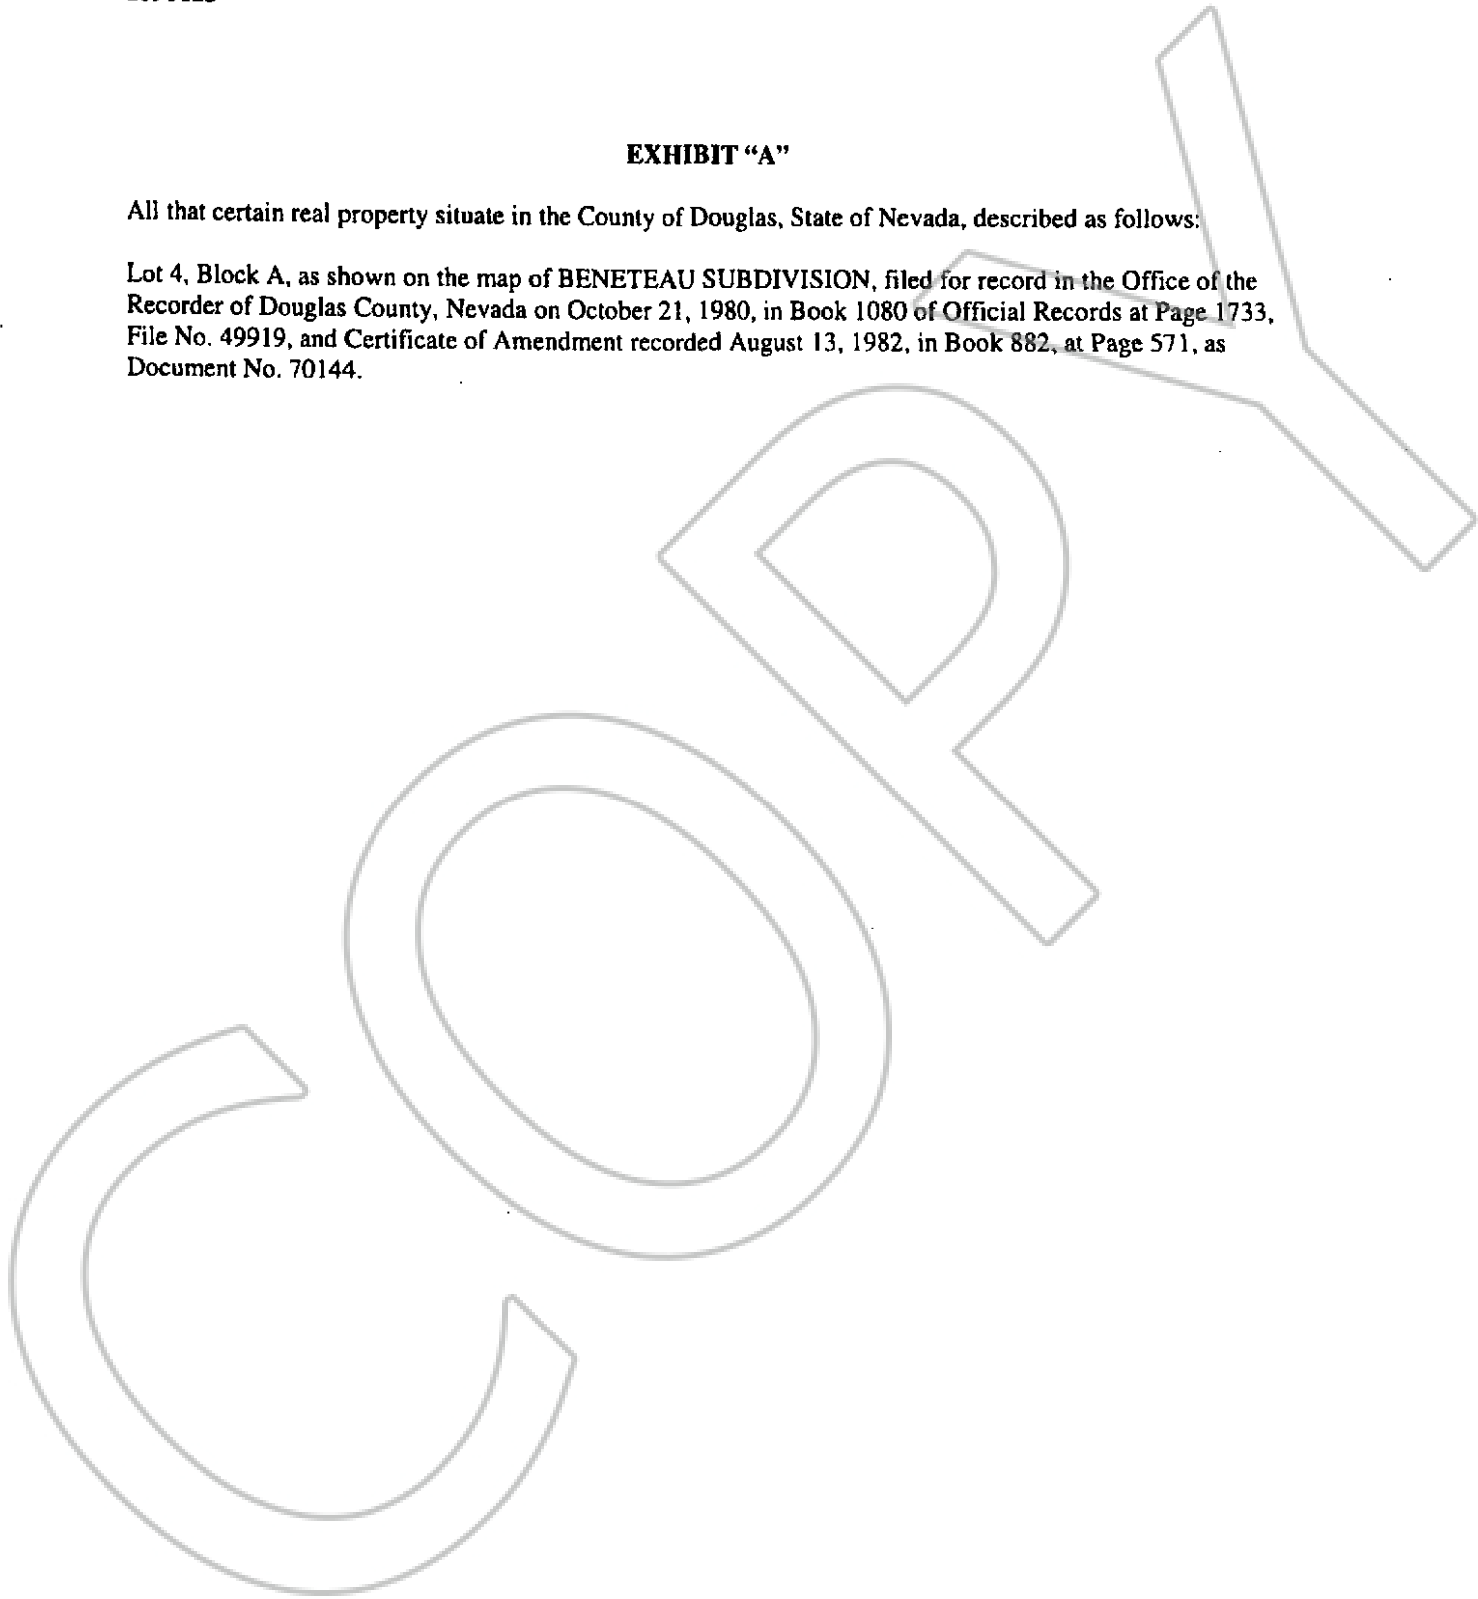 EXHIBIT “A”
All that certain real property situate in the County of Douglas, State of Nevada, described as follows:
Lot 4, Block A, as shown on the map of BENETEAU SUBDIVISION, filed for record in the Office of the
Recorder of Douglas County, Nevada on October 21, 1980, in Book 1080 of Official Records at Page 1733,
File No. 49919, and Certificate of Amendment recorded August 13, 1982, in Book 882, at Page 571, as
Document No. 70144.
COPY